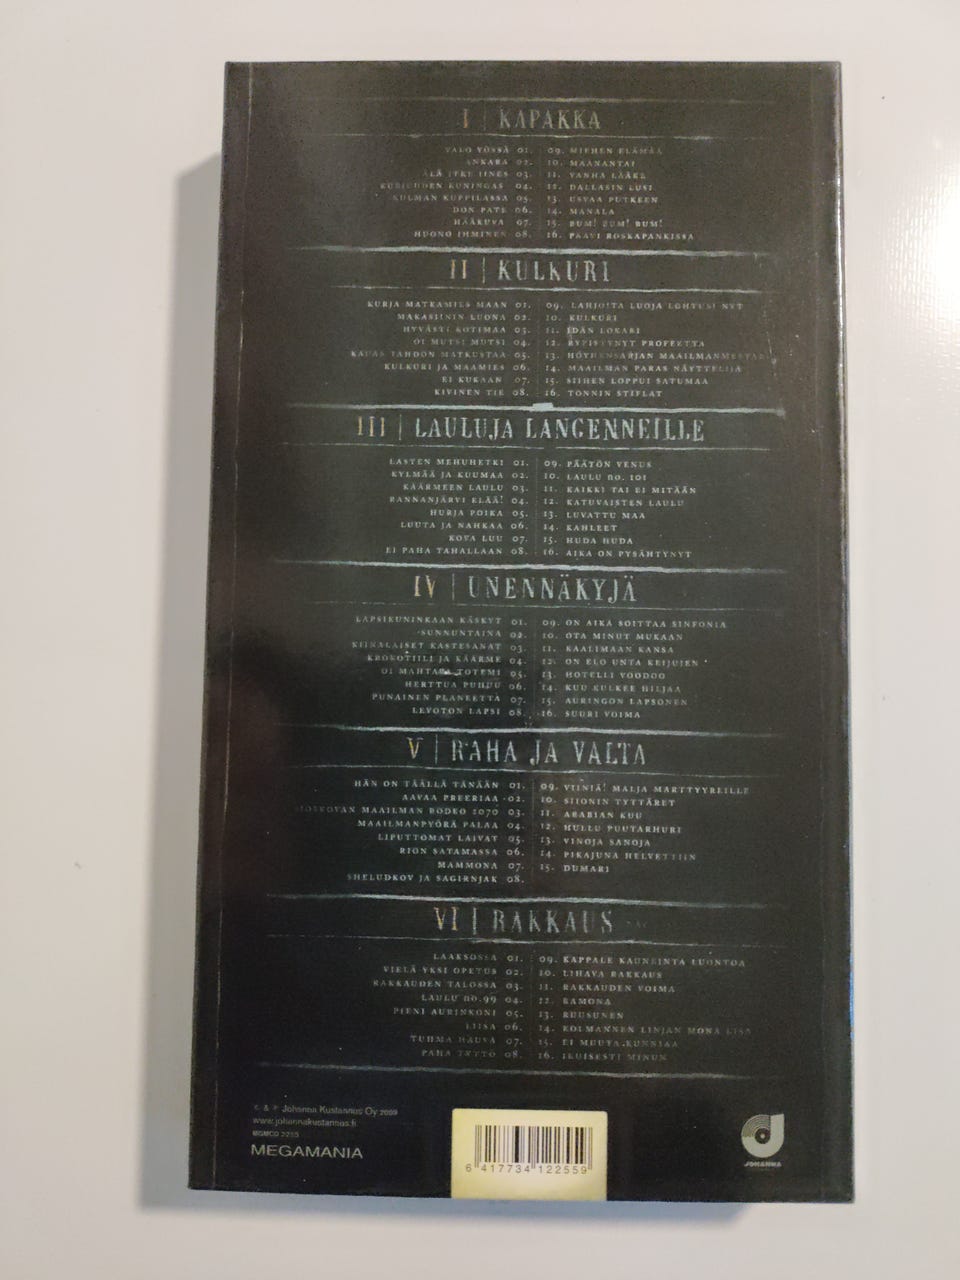 I | KAPAKKA
VALO YÖSSÄ 01.
ANKARA 02.
ÄLÄ ITKE IINES 03.
KURJUUDEN KUNINGAS 04.
KULMAN KUPPILASSA 05.
DON PATE 06.
HÄÄKUVA 07.
HUONO IHMINEN 08.
09. MIEHEN ELÄMÄÄ
10. MAANANTAI
11. VANHA LÄÄKE
12. DALLASIN LUSI
13. USVAA PUTKEEN
14. MANALA
15. BUM! BUM! BUM!
16. PAAVI ROSKAPANKISSA
II | KULKURI
KURJA MATKAMIES MAAN 01.
MAKASIININ LUONA 02.
HYVÄSTI KOTIMAA 03.
OI MUTSI MUTSI 04.
KAUAS TAHDON MATKUSTAA 05.
KULKURI JA MAAMIES 06.
EI KUKAAN 07.
KIVINEN TIE 08.
09. LAHJOITA LUOJA LOHTUSI NYT
10. KULKURI
11. IDÄN LOKARI
12. RYPISTYNYT PROFEETTA
13. HÖYHENSARJAN MAAILMANMESTARI
14. MAAILMAN PARAS NÄYTTELIJÄ
15. SIIHEN LOPPUI SATUMAA
16. TONNIN STIFLAT
III | LAULUJA LANGENNEILLE
LASTEN MEHUHETKI 01.
KYLMÄÄ JA KUUMAA 02.
KÄÄRMEEN LAULU 03.
RANNANJÄRVI ELÄÄ! 04.
HURJA POIKA 05.
LUUTA JA NAHKAA 06.
KOVA LUU 07.
EI PAHA TAHALLAAN 08.
09. PÄÄTÖN VENUS
10. LAULU no. 101
11. KAIKKI TAI EI MITÄÄN
12. KATUVAISTEN LAULU
13. LUVATTU MAA
14. KAHLEET
15. HUDA HUDA
16. AIKA ON PYSÄHTYNYT
IV | UNENNÄKYJÄ
LAPSIKUNINKAAN KÄSKYT 01.
SUNNUNTAINA 02.
KIINALAISET KASTESANAT 03.
KROKOTIILI JA KÄÄRME 04.
OI MAHTAVA TOTEMI 05.
HERTTUA PUHUU 06.
PUNAINEN PLANEETTA 07.
LEVOTON LAPSI 08.
09. ON AIKA SOITTAA SINFONIA
10. OTA MINUT MUKAAN
11. KAALIMAAN KANSA
12. ON ELO UNTA KEIJUJEN
13. HOTELLI VOODOO
14. KUU KULKEE HILJAA
15. AURINGON LAPSONEN
16. SUURI VOIMA
V | RAHA JA VALTA
HÄN ON TÄÄLLÄ TÄNÄÄN 01.
AAVAA PREERIAA 02.
MAAILMAN RODEO 2070 03.
MAAILMANPYÖRÄ PALAA 04.
LIPUTTOMAT LAIVAT 05.
RION SATAMASSA 06.
MAMMONA 07.
SHELUDKOV JA SAGIRNJAK 08.
09. VIINIÄ! MALJA MARTTYYREILLE
10. SIIONIN TYTTÄRET
11. ARABIAN KUU
12. HULLU PUUTARHURI
13. VINOJA SANOJA
14. PIKAJUNA HELVETTIIN
15. DUMARI
VI | RAKKAUS
LAAKSOSSA 01.
VIELÄ YKSI OPETUS 02.
RAKKAUDEN TALOSSA 03.
LAULU no.99 04.
PIENI AURINKONI 05.
LIISA 06.
TUHMA HAUVA 07.
PAHA TYTTÖ 08.
09. KAPPALE KAUNEINTA LUONTOA
10. LIHAVA RAKKAUS
11. RAKKAUDEN VOIMA
12. RAMONA
13. RUUSUNEN
14. KOLMANNEN LINJAN MONA LISA
15. EI MUUTA KUNNIAA
16. IKUISESTI MINUN
© & ℗ Johanna Kustannus Oy 2009
www.johannakustannus.fi
MEGAMANIA
6 417734 122559
JOHANNA